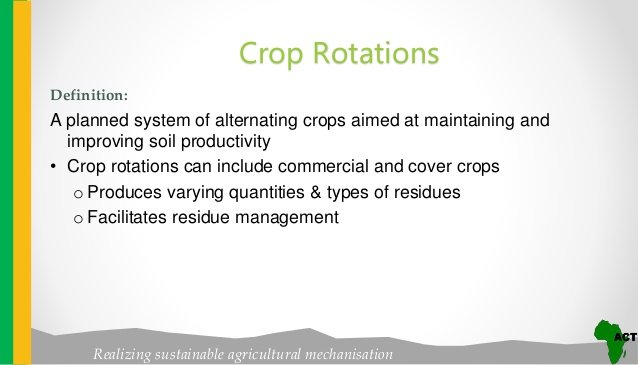 Crop Rotations
Definition:
A planned system of alternating crops aimed at maintaining and
improving soil productivity
• Crop rotations can include commercial and cover crops
o Produces varying quantities & types of residues
o Facilitates residue management
Realizing sustainable agricultural mechanisation
ACT